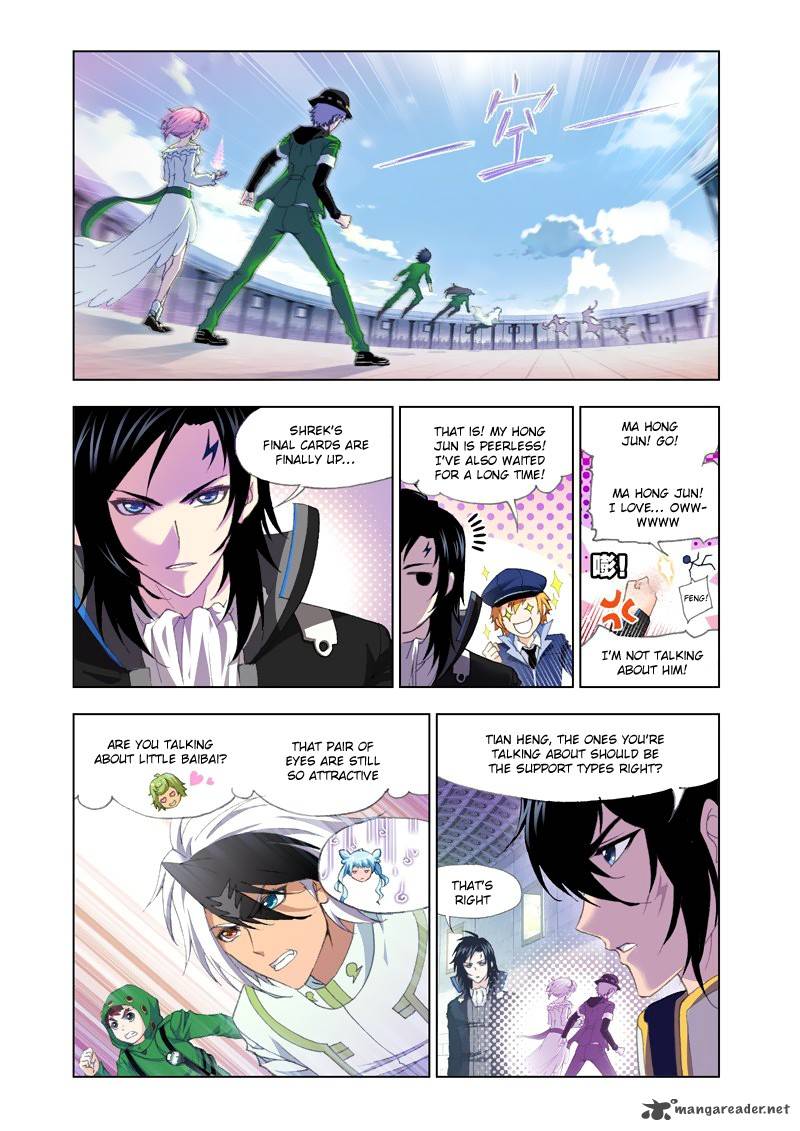 空
SHREK'S
FINAL CARDS ARE
FINALLY UP...
THAT IS! MY HONG
JUN IS PEERLESS!
I'VE ALSO WAITED
FOR A LONG TIME!
MA HONG
JUN! GO!
MA HONG JUN!
I LOVE... OWW-
WWWW
嘭!
FENG!
I'M NOT TALKING
ABOUT HIM!
ARE YOU TALKING
ABOUT LITTLE BAIBAI?
THAT PAIR OF
EYES ARE STILL
SO ATTRACTIVE
TIAN HENG, THE ONES YOU'RE
TALKING ABOUT SHOULD BE
THE SUPPORT TYPES RIGHT?
THAT'S
RIGHT
mangareader.net